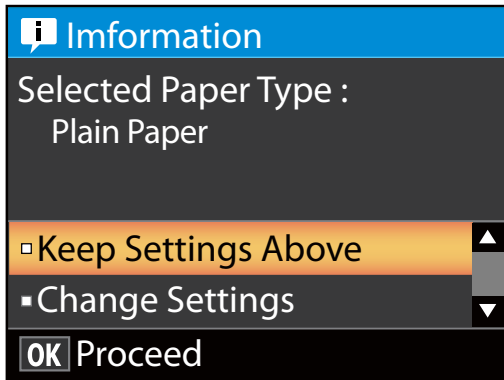 Imformation
Selected Paper Type :
Plain Paper
Keep Settings Above
Change Settings
OK Proceed